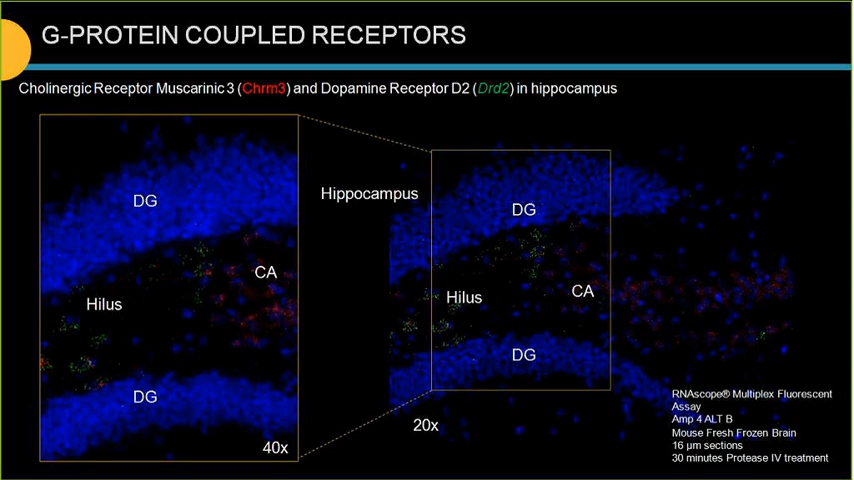 G-PROTEIN COUPLED RECEPTORS
Cholinergic Receptor Muscarinic 3 (Chrm3) and Dopamine Receptor D2 (Drd2) in hippocampus
DG
CA
Hilus
DG
40x
Hippocampus
DG
Hilus
CA
DG
20x
RNAscope® Multiplex Fluorescent
Assay
Amp 4 ALT B
Mouse Fresh Frozen Brain
16 µm sections
30 minutes Protease IV treatment